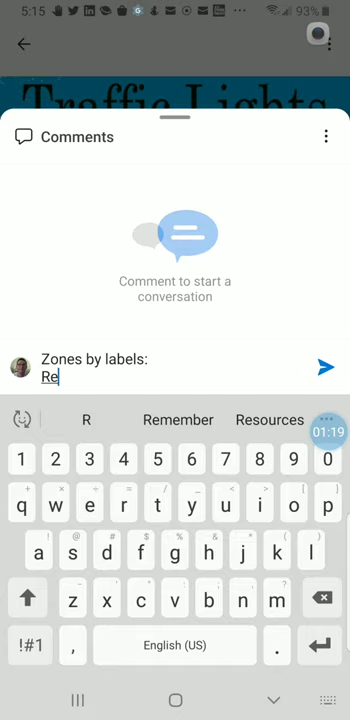 5:15
93%
Traffic Lights
Comments
Comment to start a
conversation
Zones by labels:
Re
R Remember Resources
01:19
1 2 3 4 5 6 7 8 9 0
+ × ÷ = / _ < > [ ]
q w e r t y u i o p
! @ # $ % ^ & * ( )
a s d f g h j k l
- ' " : ; , ?
z x c v b n m
!#1 , English (US) .